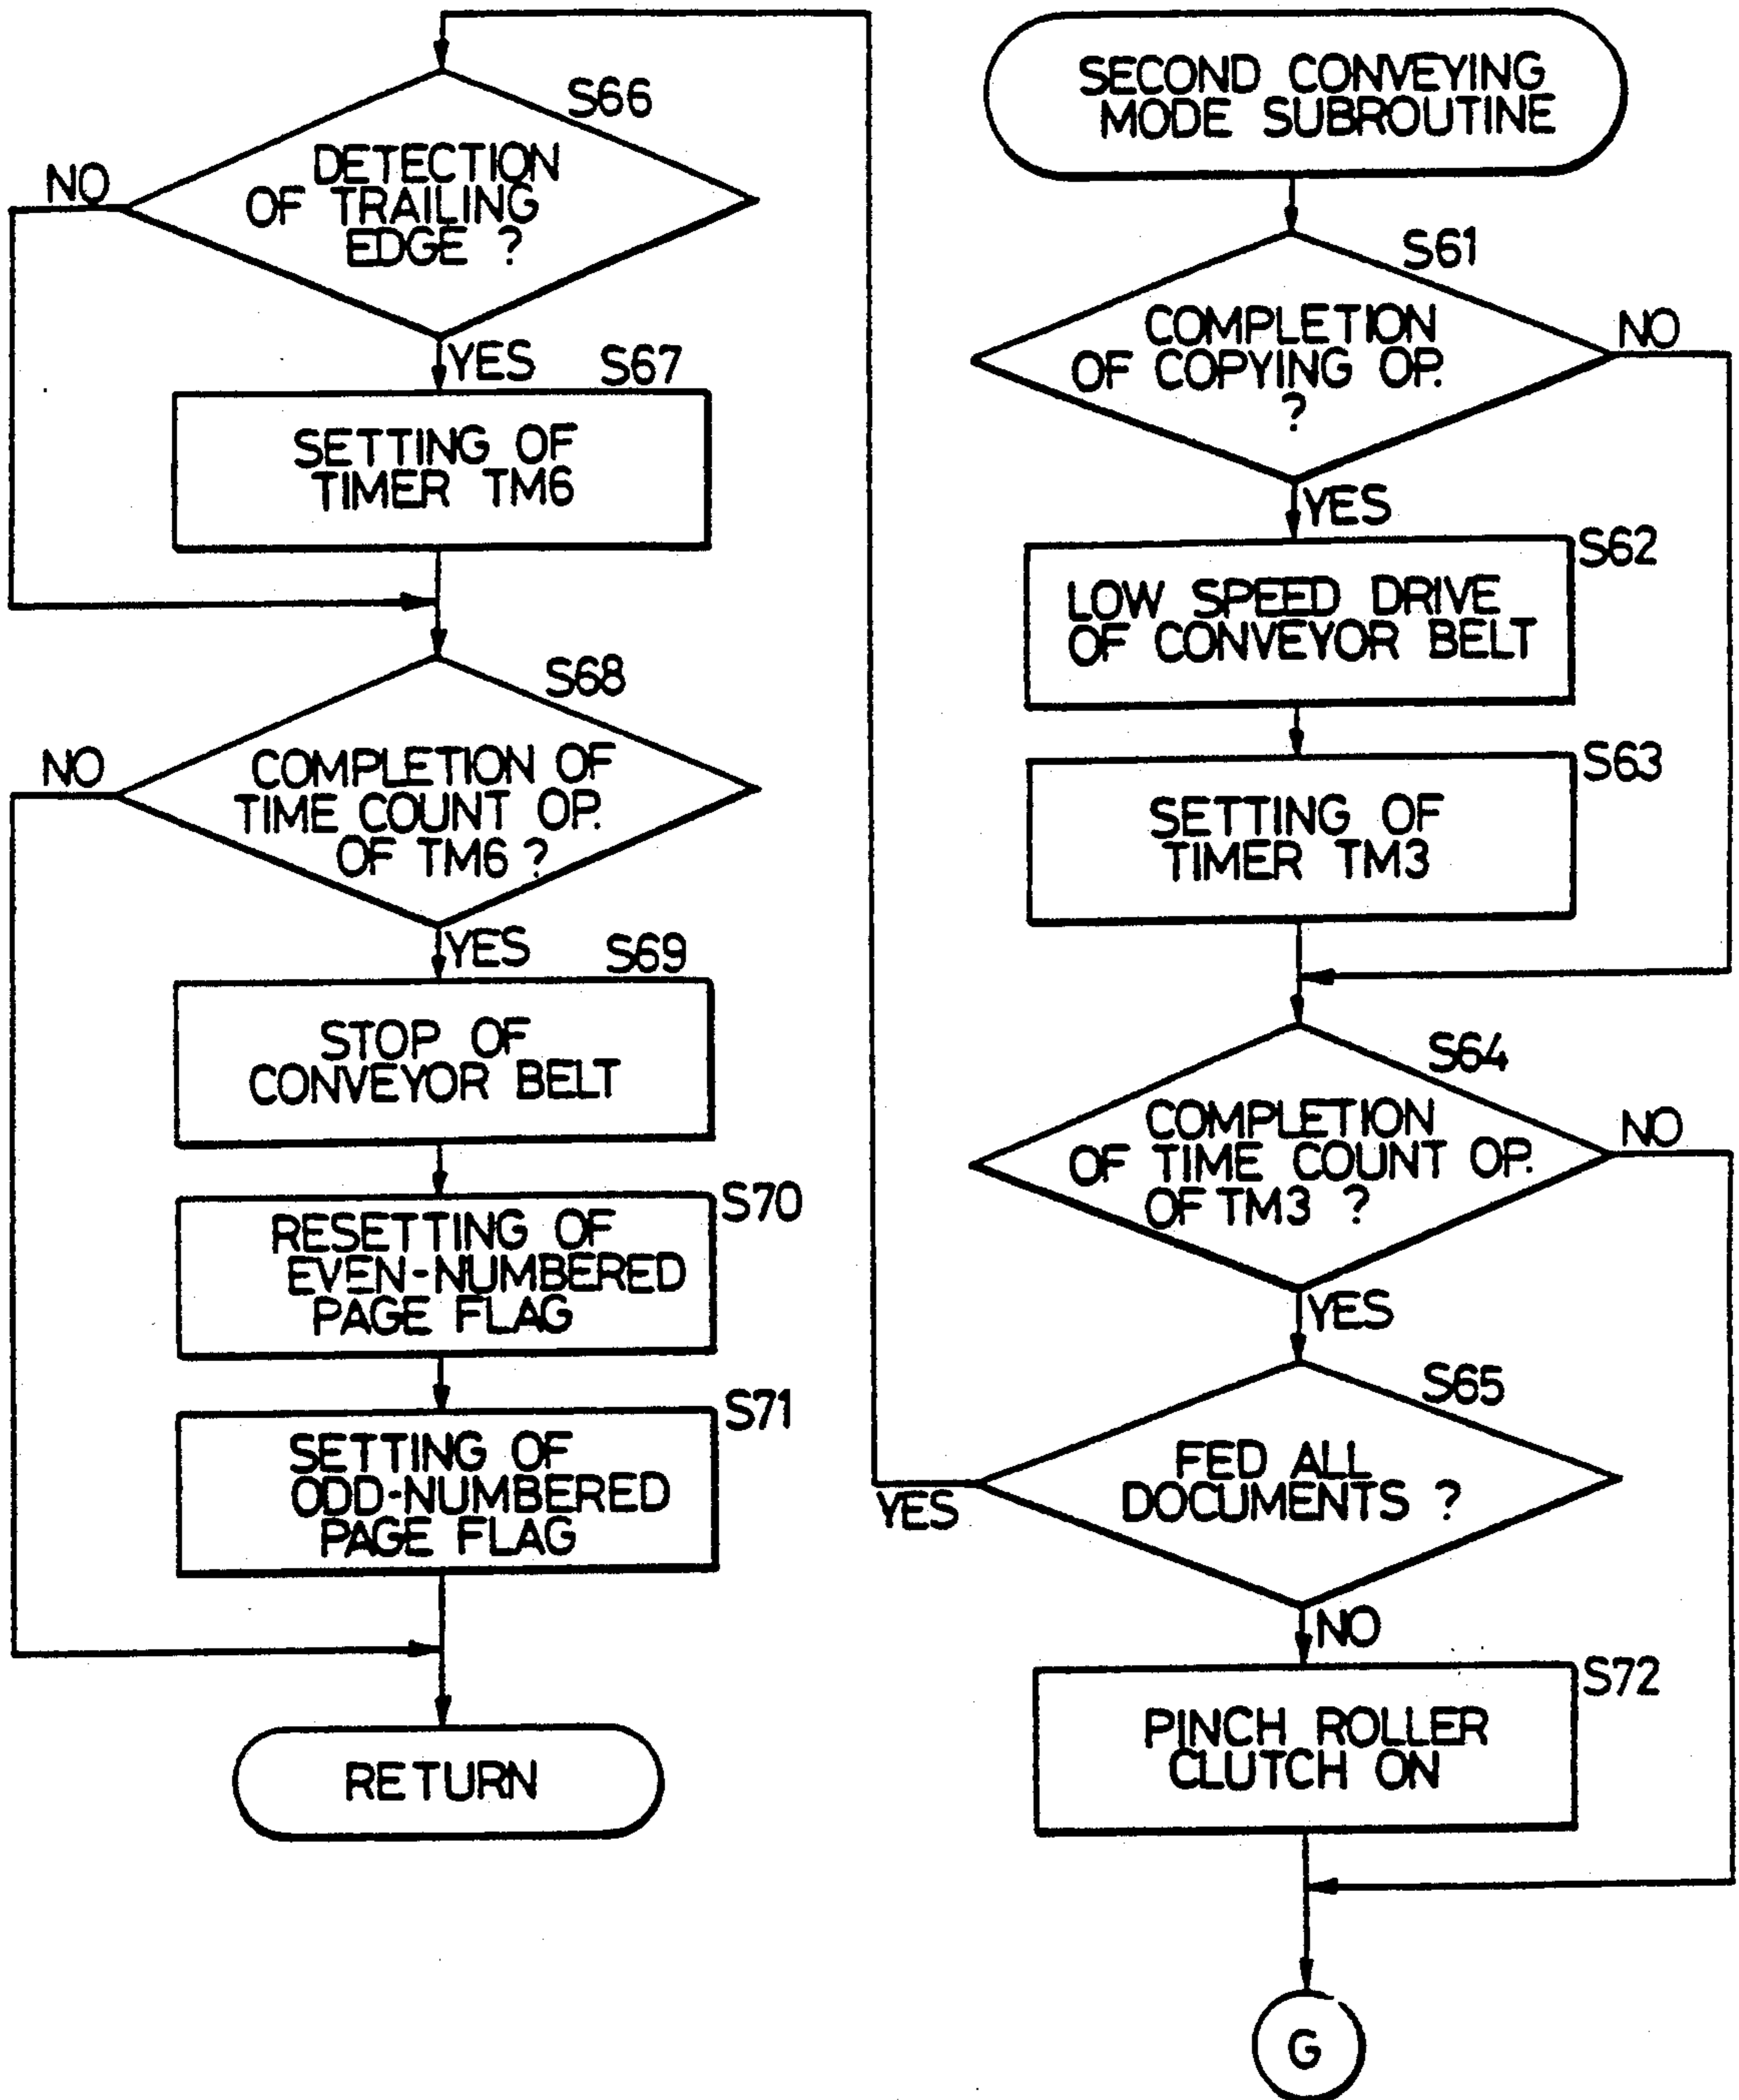 SECOND CONVEYING
MODE SUBROUTINE
S61
COMPLETION
OF COPYING OP.
?
NO
YES
S62
LOW SPEED DRIVE
OF CONVEYOR BELT
S63
SETTING OF
TIMER TM3
S64
COMPLETION
OF TIME COUNT OP.
OF TM3 ?
NO
YES
S65
FED ALL
DOCUMENTS ?
YES
NO
S72
PINCH ROLLER
CLUTCH ON
G
S66
DETECTION
OF TRAILING
EDGE ?
NO
YES
S67
SETTING OF
TIMER TM6
S68
COMPLETION OF
TIME COUNT OP.
OF TM6 ?
NO
YES
S69
STOP OF
CONVEYOR BELT
S70
RESETTING OF
EVEN-NUMBERED
PAGE FLAG
S71
SETTING OF
ODD-NUMBERED
PAGE FLAG
RETURN